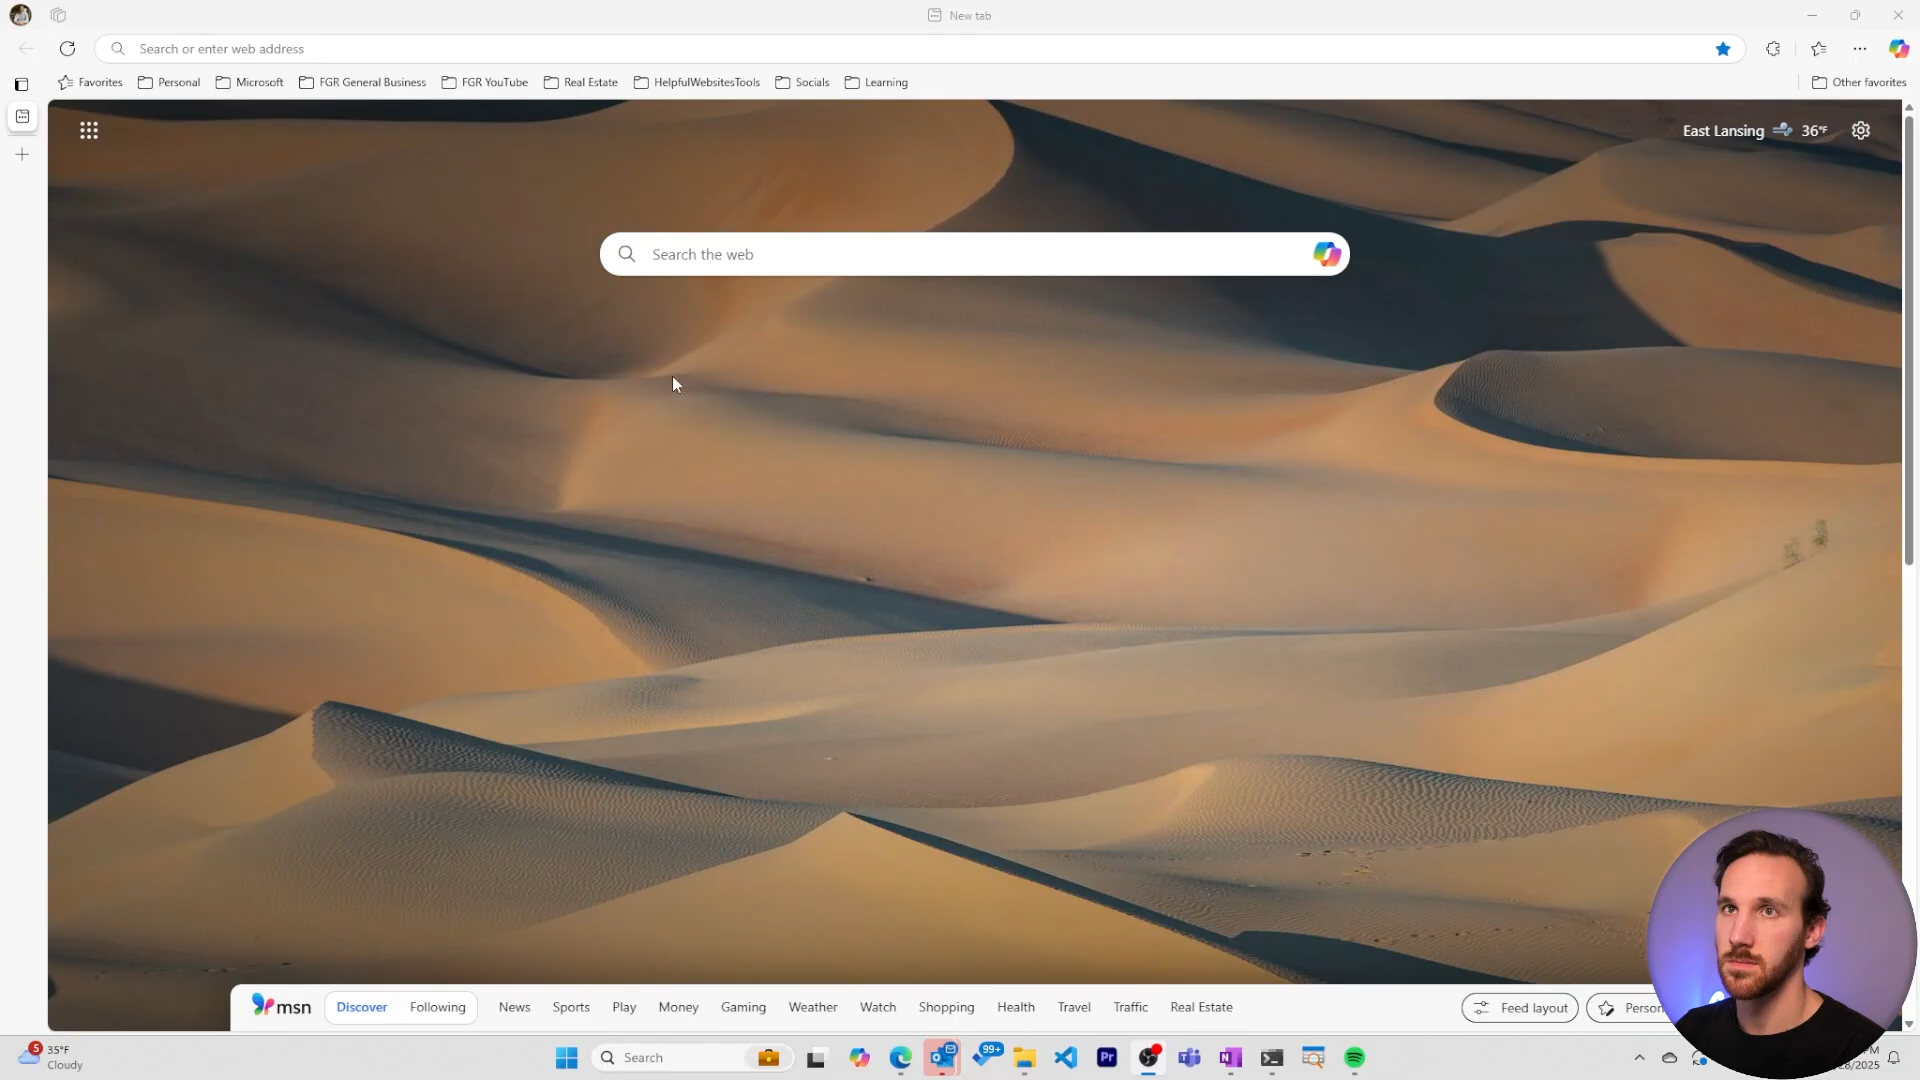 New tab
Search or enter web address
Favorites Personal Microsoft FGR General Business FGR YouTube Real Estate HelpfulWebsitesTools Socials Learning Other favorites
East Lansing 36°F
Search the web
msn Discover Following News Sports Play Money Gaming Weather Watch Shopping Health Travel Traffic Real Estate Feed layout
5 35°F
Cloudy
Search
99+
Pr